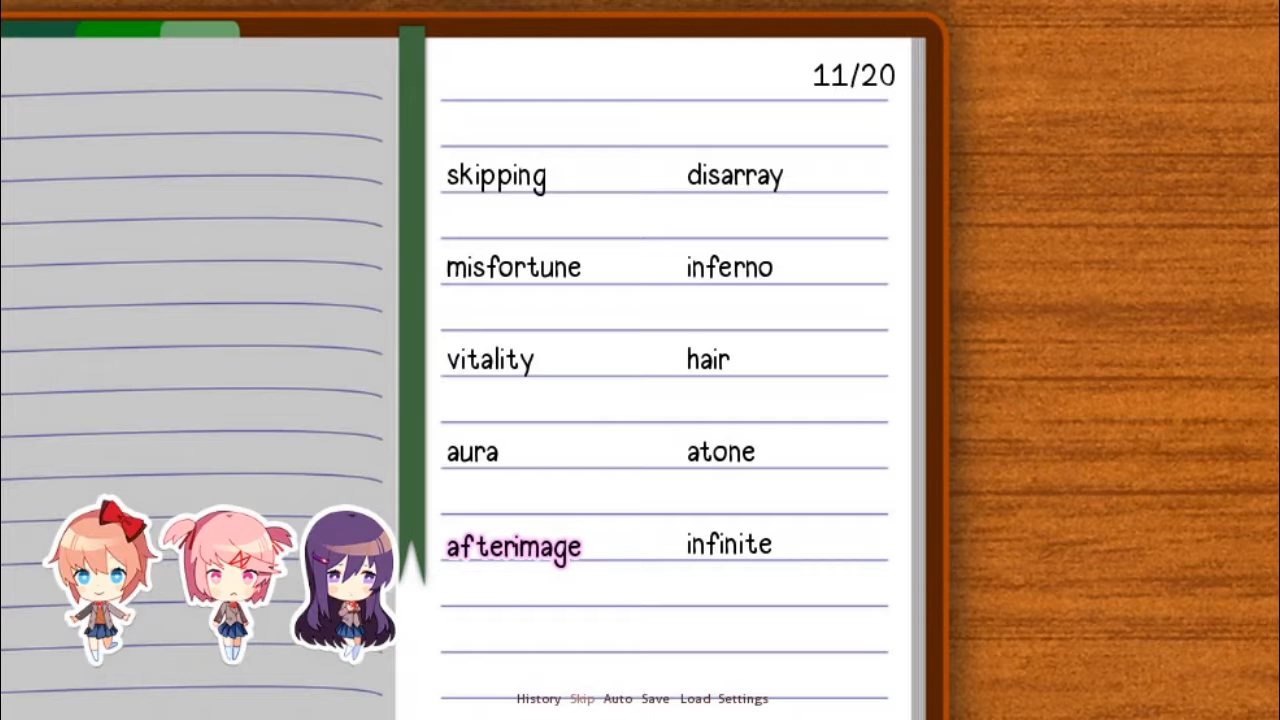 11/20
skipping disarray
misfortune inferno
vitality hair
aura atone
afterimage infinite
History Skip Auto Save Load Settings